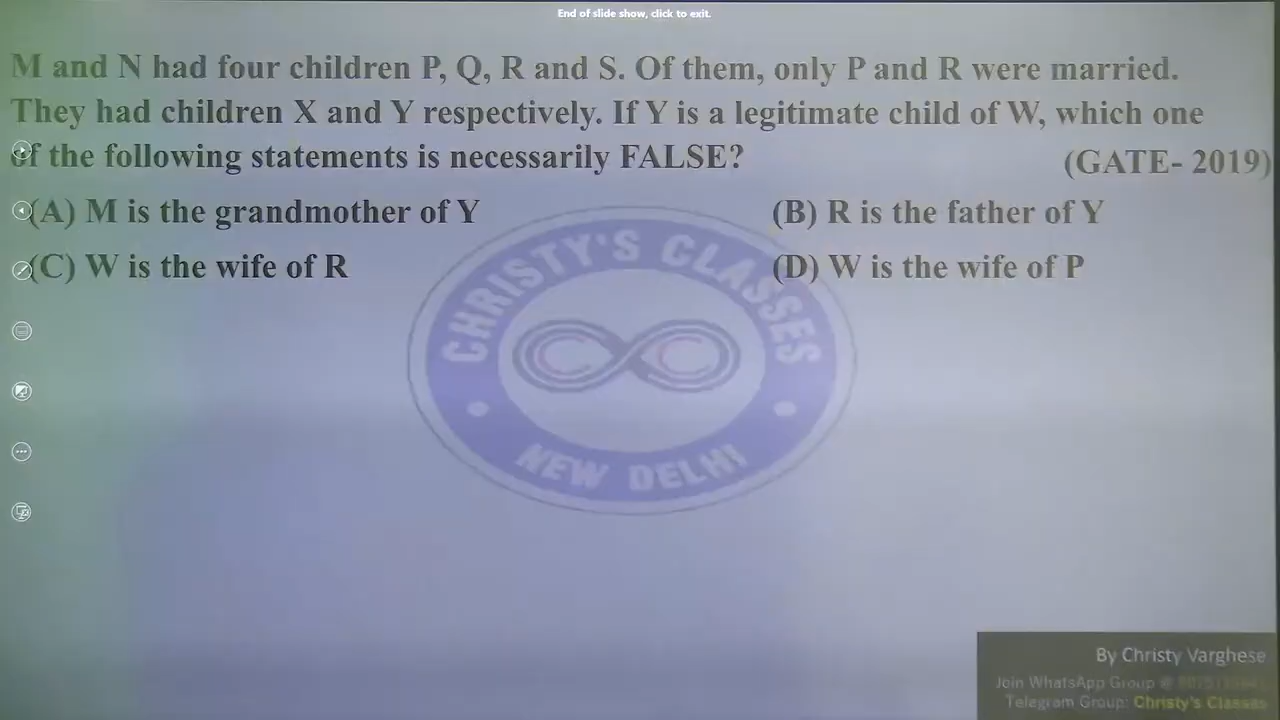 End of slide show, click to exit.
M and N had four children P, Q, R and S. Of them, only P and R were married.
They had children X and Y respectively. If Y is a legitimate child of W, which one
of the following statements is necessarily FALSE?
(GATE- 2019)
(A) M is the grandmother of Y
(B) R is the father of Y
(C) W is the wife of R
(D) W is the wife of P
CHRISTY'S CLASSES
NEW DELHI
By Christy Varghese
Join WhatsApp Group @
Telegram Group: Christy's Classes